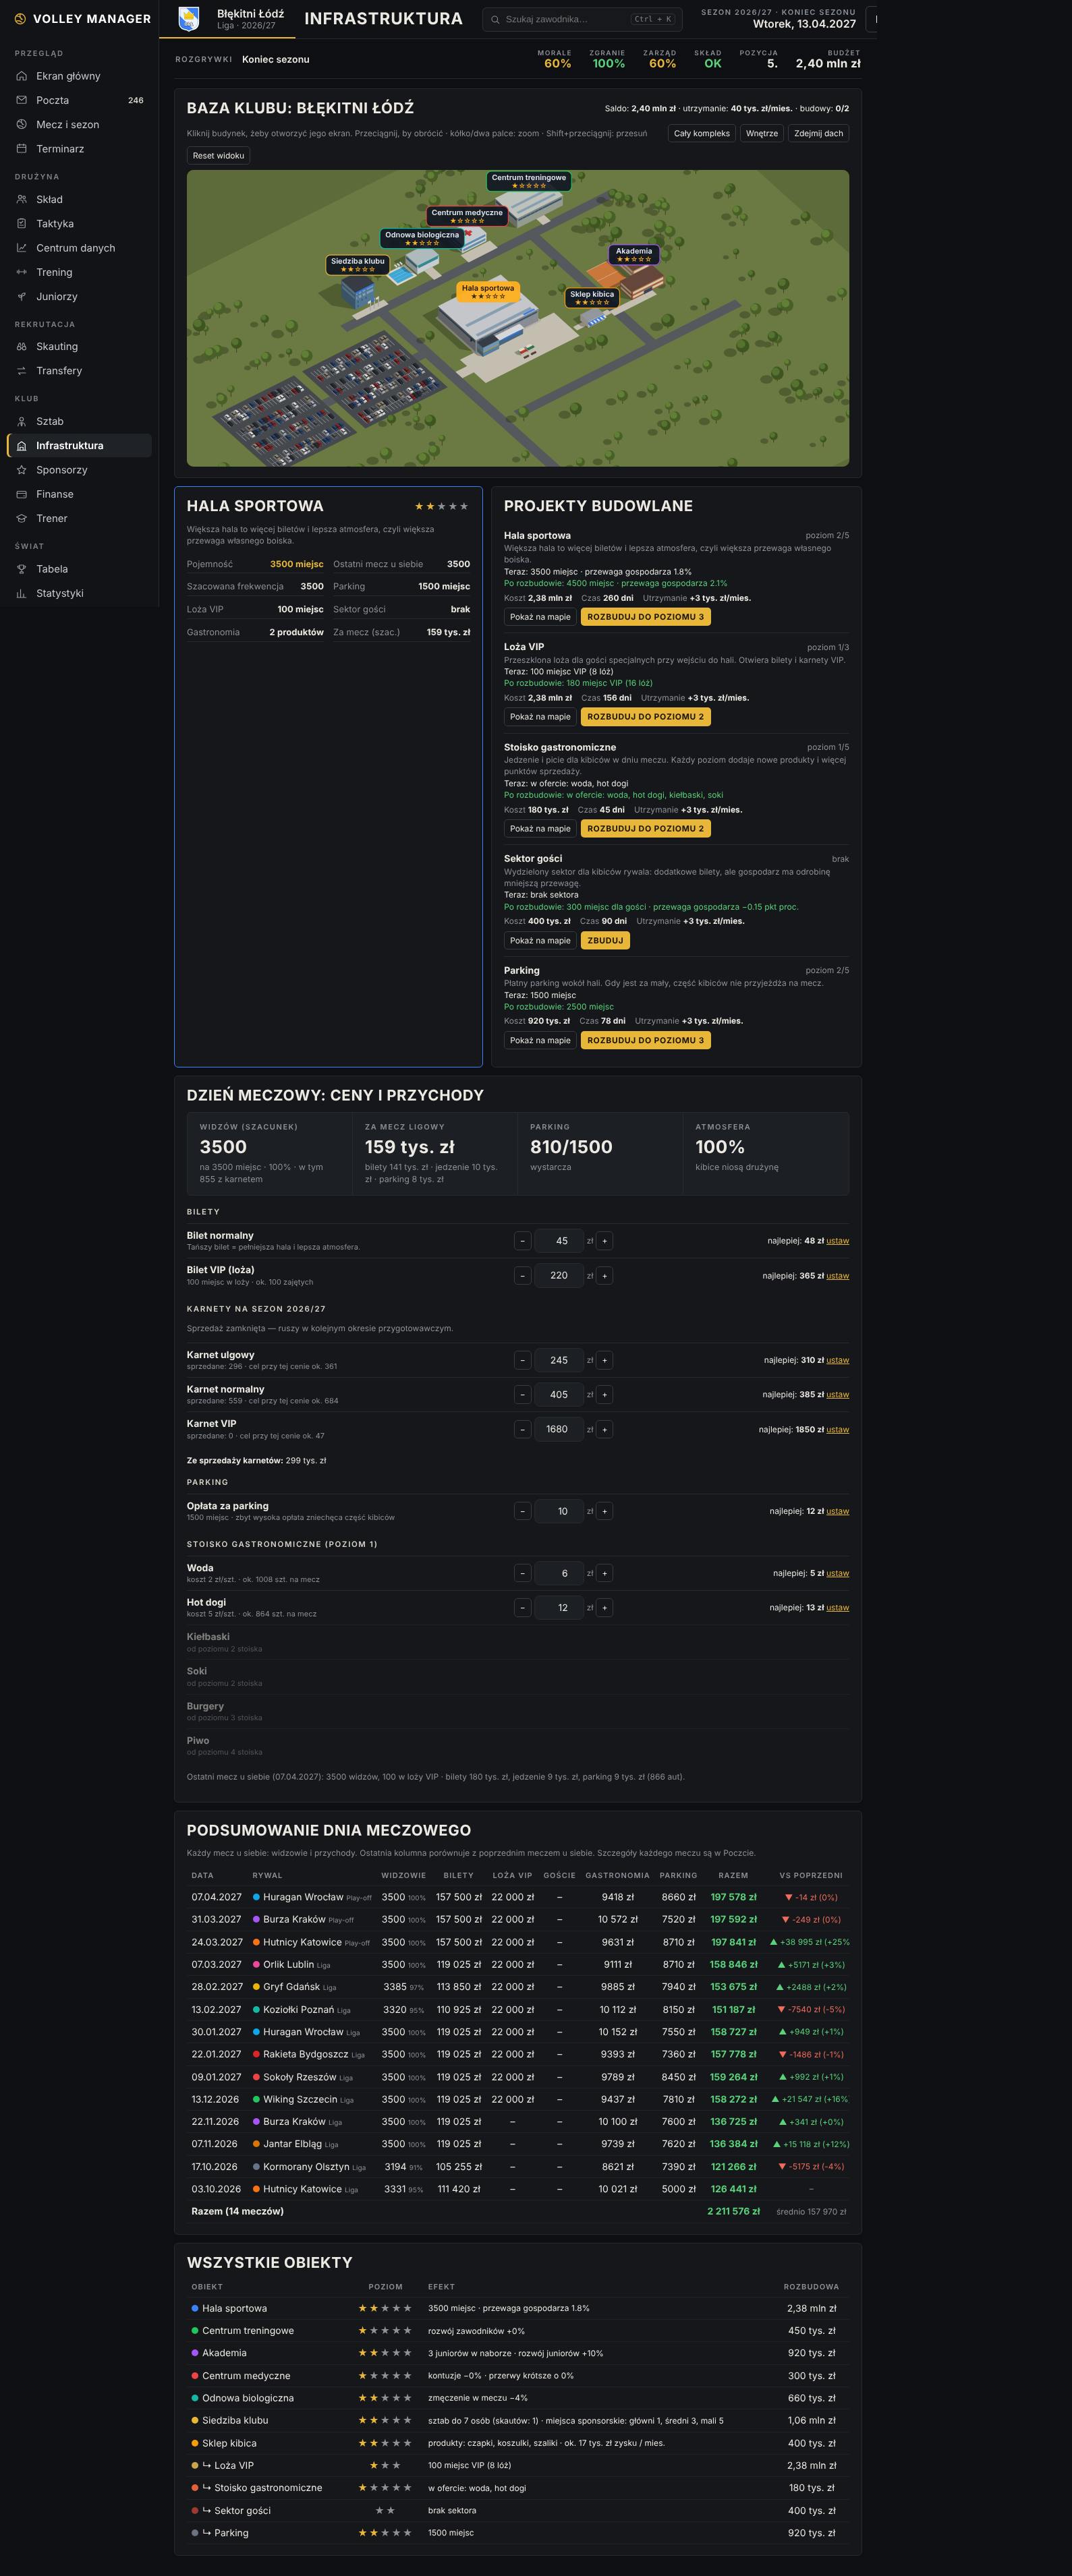 VOLLEY MANAGER
PRZEGLĄD
Ekran główny
Poczta 246
Mecz i sezon
Terminarz
DRUŻYNA
Skład
Taktyka
Centrum danych
Trening
Juniorzy
REKRUTACJA
Skauting
Transfery
KLUB
Sztab
Infrastruktura
Sponsorzy
Finanse
Trener
ŚWIAT
Tabela
Statystyki
Błękitni Łódź
Liga · 2026/27
INFRASTRUKTURA
Szukaj zawodnika… Ctrl + K
SEZON 2026/27 · KONIEC SEZONU
Wtorek, 13.04.2027
ROZGRYWKI Koniec sezonu
MORALE 60%
ZGRANIE 100%
ZARZĄD 60%
SKŁAD OK
POZYCJA 5.
BUDŻET 2,40 mln zł
BAZA KLUBU: BŁĘKITNI ŁÓDŹ
Saldo: 2,40 mln zł · utrzymanie: 40 tys. zł/mies. · budowy: 0/2
Kliknij budynek, żeby otworzyć jego ekran. Przeciągnij, by obrócić · kółko/dwa palce: zoom · Shift+przeciągnij: przesuń
Cały kompleks Wnętrze Zdejmij dach
Reset widoku
Centrum treningowe
★☆☆☆☆
Centrum medyczne
★☆☆☆☆
Odnowa biologiczna
★★☆☆☆
Akademia
★★☆☆☆
Siedziba klubu
★★☆☆☆
Hala sportowa
★★☆☆☆
Sklep kibica
★★☆☆☆
HALA SPORTOWA ★★★★★
Większa hala to więcej biletów i lepsza atmosfera, czyli większa
przewaga własnego boiska.
Pojemność 3500 miejsc Ostatni mecz u siebie 3500
Szacowana frekwencja 3500 Parking 1500 miejsc
Loża VIP 100 miejsc Sektor gości brak
Gastronomia 2 produktów Za mecz (szac.) 159 tys. zł
PROJEKTY BUDOWLANE
Hala sportowa poziom 2/5
Większa hala to więcej biletów i lepsza atmosfera, czyli większa przewaga własnego
boiska.
Teraz: 3500 miejsc · przewaga gospodarza 1.8%
Po rozbudowie: 4500 miejsc · przewaga gospodarza 2.1%
Koszt 2,38 mln zł Czas 260 dni Utrzymanie +3 tys. zł/mies.
Pokaż na mapie ROZBUDUJ DO POZIOMU 3
Loża VIP poziom 1/3
Przeszklona loża dla gości specjalnych przy wejściu do hali. Otwiera bilety i karnety VIP.
Teraz: 100 miejsc VIP (8 lóż)
Po rozbudowie: 180 miejsc VIP (16 lóż)
Koszt 2,38 mln zł Czas 156 dni Utrzymanie +3 tys. zł/mies.
Pokaż na mapie ROZBUDUJ DO POZIOMU 2
Stoisko gastronomiczne poziom 1/5
Jedzenie i picie dla kibiców w dniu meczu. Każdy poziom dodaje nowe produkty i więcej
punktów sprzedaży.
Teraz: w ofercie: woda, hot dogi
Po rozbudowie: w ofercie: woda, hot dogi, kiełbaski, soki
Koszt 180 tys. zł Czas 45 dni Utrzymanie +3 tys. zł/mies.
Pokaż na mapie ROZBUDUJ DO POZIOMU 2
Sektor gości brak
Wydzielony sektor dla kibiców rywala: dodatkowe bilety, ale gospodarz ma odrobinę
mniejszą przewagę.
Teraz: brak sektora
Po rozbudowie: 300 miejsc dla gości · przewaga gospodarza −0.15 pkt proc.
Koszt 400 tys. zł Czas 90 dni Utrzymanie +3 tys. zł/mies.
Pokaż na mapie ZBUDUJ
Parking poziom 2/5
Płatny parking wokół hali. Gdy jest za mały, część kibiców nie przyjeżdża na mecz.
Teraz: 1500 miejsc
Po rozbudowie: 2500 miejsc
Koszt 920 tys. zł Czas 78 dni Utrzymanie +3 tys. zł/mies.
Pokaż na mapie ROZBUDUJ DO POZIOMU 3
DZIEŃ MECZOWY: CENY I PRZYCHODY
WIDZÓW (SZACUNEK)
3500
na 3500 miejsc · 100% · w tym
855 z karnetem
ZA MECZ LIGOWY
159 tys. zł
bilety 141 tys. zł · jedzenie 10 tys.
zł · parking 8 tys. zł
PARKING
810/1500
wystarcza
ATMOSFERA
100%
kibice niosą drużynę
BILETY
Bilet normalny − 45 zł + najlepiej: 48 zł ustaw
Tańszy bilet = pełniejsza hala i lepsza atmosfera.
Bilet VIP (loża) − 220 zł + najlepiej: 365 zł ustaw
100 miejsc w loży · ok. 100 zajętych
KARNETY NA SEZON 2026/27
Sprzedaż zamknięta — ruszy w kolejnym okresie przygotowawczym.
Karnet ulgowy − 245 zł + najlepiej: 310 zł ustaw
sprzedane: 296 · cel przy tej cenie ok. 361
Karnet normalny − 405 zł + najlepiej: 385 zł ustaw
sprzedane: 559 · cel przy tej cenie ok. 684
Karnet VIP − 1680 zł + najlepiej: 1850 zł ustaw
sprzedane: 0 · cel przy tej cenie ok. 47
Ze sprzedaży karnetów: 299 tys. zł
PARKING
Opłata za parking − 10 zł + najlepiej: 12 zł ustaw
1500 miejsc · zbyt wysoka opłata zniechęca część kibiców
STOISKO GASTRONOMICZNE (POZIOM 1)
Woda − 6 zł + najlepiej: 5 zł ustaw
koszt 2 zł/szt. · ok. 1008 szt. na mecz
Hot dogi − 12 zł + najlepiej: 13 zł ustaw
koszt 5 zł/szt. · ok. 864 szt. na mecz
Kiełbaski
od poziomu 2 stoiska
Soki
od poziomu 2 stoiska
Burgery
od poziomu 3 stoiska
Piwo
od poziomu 4 stoiska
Ostatni mecz u siebie (07.04.2027): 3500 widzów, 100 w loży VIP · bilety 180 tys. zł, jedzenie 9 tys. zł, parking 9 tys. zł (866 aut).
PODSUMOWANIE DNIA MECZOWEGO
Każdy mecz u siebie: widzowie i przychody. Ostatnia kolumna porównuje z poprzednim meczem u siebie. Szczegóły każdego meczu są w Poczcie.
DATA RYWAL WIDZOWIE BILETY LOŻA VIP GOŚCIE GASTRONOMIA PARKING RAZEM VS POPRZEDNI
07.04.2027 Huragan Wrocław Play-off 3500 100% 157 500 zł 22 000 zł – 9418 zł 8660 zł 197 578 zł ▼ -14 zł (0%)
31.03.2027 Burza Kraków Play-off 3500 100% 157 500 zł 22 000 zł – 10 572 zł 7520 zł 197 592 zł ▼ -249 zł (0%)
24.03.2027 Hutnicy Katowice Play-off 3500 100% 157 500 zł 22 000 zł – 9631 zł 8710 zł 197 841 zł ▲ +38 995 zł (+25%
07.03.2027 Orlik Lublin Liga 3500 100% 119 025 zł 22 000 zł – 9111 zł 8710 zł 158 846 zł ▲ +5171 zł (+3%)
28.02.2027 Gryf Gdańsk Liga 3385 97% 113 850 zł 22 000 zł – 9885 zł 7940 zł 153 675 zł ▲ +2488 zł (+2%)
13.02.2027 Koziołki Poznań Liga 3320 95% 110 925 zł 22 000 zł – 10 112 zł 8150 zł 151 187 zł ▼ -7540 zł (-5%)
30.01.2027 Huragan Wrocław Liga 3500 100% 119 025 zł 22 000 zł – 10 152 zł 7550 zł 158 727 zł ▲ +949 zł (+1%)
22.01.2027 Rakieta Bydgoszcz Liga 3500 100% 119 025 zł 22 000 zł – 9393 zł 7360 zł 157 778 zł ▼ -1486 zł (-1%)
09.01.2027 Sokoły Rzeszów Liga 3500 100% 119 025 zł 22 000 zł – 9789 zł 8450 zł 159 264 zł ▲ +992 zł (+1%)
13.12.2026 Wiking Szczecin Liga 3500 100% 119 025 zł 22 000 zł – 9437 zł 7810 zł 158 272 zł ▲ +21 547 zł (+16%
22.11.2026 Burza Kraków Liga 3500 100% 119 025 zł – – 10 100 zł 7600 zł 136 725 zł ▲ +341 zł (+0%)
07.11.2026 Jantar Elbląg Liga 3500 100% 119 025 zł – – 9739 zł 7620 zł 136 384 zł ▲ +15 118 zł (+12%)
17.10.2026 Kormorany Olsztyn Liga 3194 91% 105 255 zł – – 8621 zł 7390 zł 121 266 zł ▼ -5175 zł (-4%)
03.10.2026 Hutnicy Katowice Liga 3331 95% 111 420 zł – – 10 021 zł 5000 zł 126 441 zł –
Razem (14 meczów) 2 211 576 zł średnio 157 970 zł
WSZYSTKIE OBIEKTY
OBIEKT POZIOM EFEKT ROZBUDOWA
Hala sportowa ★★★★★ 3500 miejsc · przewaga gospodarza 1.8% 2,38 mln zł
Centrum treningowe ★★★★★ rozwój zawodników +0% 450 tys. zł
Akademia ★★★★★ 3 juniorów w naborze · rozwój juniorów +10% 920 tys. zł
Centrum medyczne ★★★★★ kontuzje −0% · przerwy krótsze o 0% 300 tys. zł
Odnowa biologiczna ★★★★★ zmęczenie w meczu −4% 660 tys. zł
Siedziba klubu ★★★★★ sztab do 7 osób (skautów: 1) · miejsca sponsorskie: główni 1, średni 3, mali 5 1,06 mln zł
Sklep kibica ★★★★★ produkty: czapki, koszulki, szaliki · ok. 17 tys. zł zysku / mies. 400 tys. zł
↳ Loża VIP ★★★ 100 miejsc VIP (8 lóż) 2,38 mln zł
↳ Stoisko gastronomiczne ★★★★★ w ofercie: woda, hot dogi 180 tys. zł
↳ Sektor gości ★★ brak sektora 400 tys. zł
↳ Parking ★★★★★ 1500 miejsc 920 tys. zł